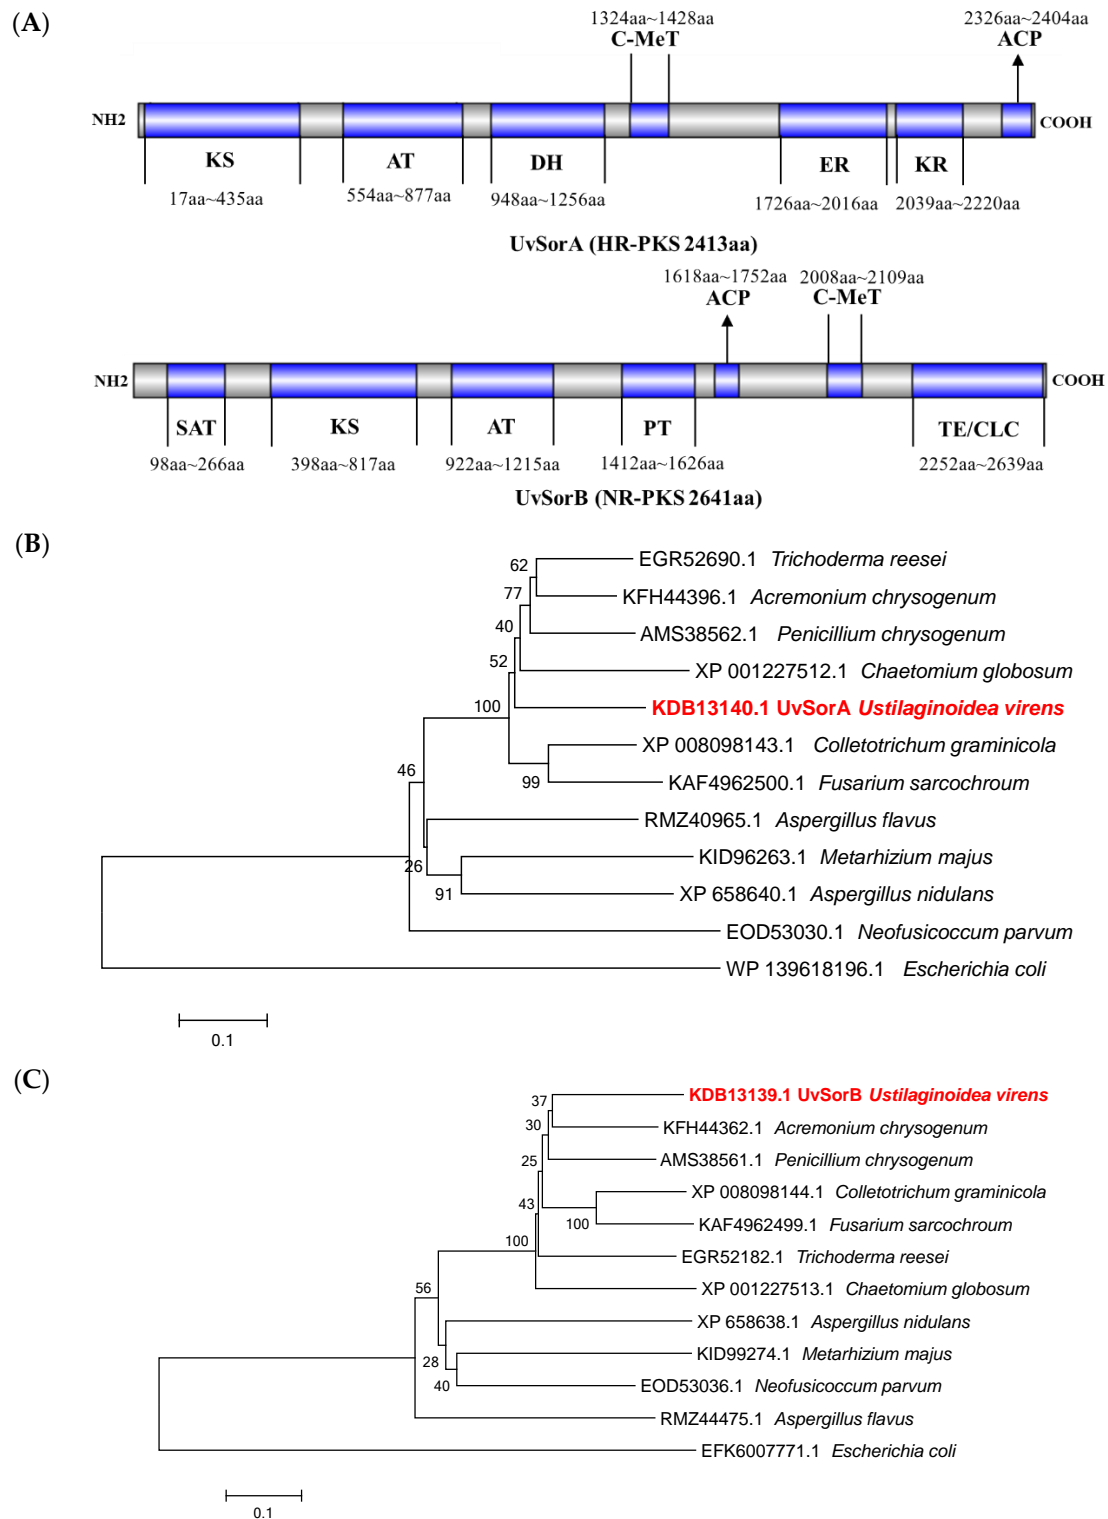 (A)
1324aa~1428aa 2326aa~2404aa
C-MeT ACP
NH2 COOH
KS AT DH ER KR
17aa~435aa 554aa~877aa 948aa~1256aa 1726aa~2016aa 2039aa~2220aa
UvSorA (HR-PKS 2413aa)
1618aa~1752aa 2008aa~2109aa
ACP C-MeT
NH2 COOH
SAT KS AT PT TE/CLC
98aa~266aa 398aa~817aa 922aa~1215aa 1412aa~1626aa 2252aa~2639aa
UvSorB (NR-PKS 2641aa)
(B)
62 EGR52690.1 Trichoderma reesei
77 KFH44396.1 Acremonium chrysogenum
40 AMS38562.1 Penicillium chrysogenum
52 XP 001227512.1 Chaetomium globosum
100 KDB13140.1 UvSorA Ustilaginoidea virens
XP 008098143.1 Colletotrichum graminicola
99 KAF4962500.1 Fusarium sarcochroum
46
RMZ40965.1 Aspergillus flavus
26 KID96263.1 Metarhizium majus
91 XP 658640.1 Aspergillus nidulans
EOD53030.1 Neofusicoccum parvum
WP 139618196.1 Escherichia coli
0.1
(C)
37 KDB13139.1 UvSorB Ustilaginoidea virens
30 KFH44362.1 Acremonium chrysogenum
25 AMS38561.1 Penicillium chrysogenum
43 XP 008098144.1 Colletotrichum graminicola
100 KAF4962499.1 Fusarium sarcochroum
100 EGR52182.1 Trichoderma reesei
56 XP 001227513.1 Chaetomium globosum
XP 658638.1 Aspergillus nidulans
28 KID99274.1 Metarhizium majus
40 EOD53036.1 Neofusicoccum parvum
RMZ44475.1 Aspergillus flavus
EFK6007771.1 Escherichia coli
0.1